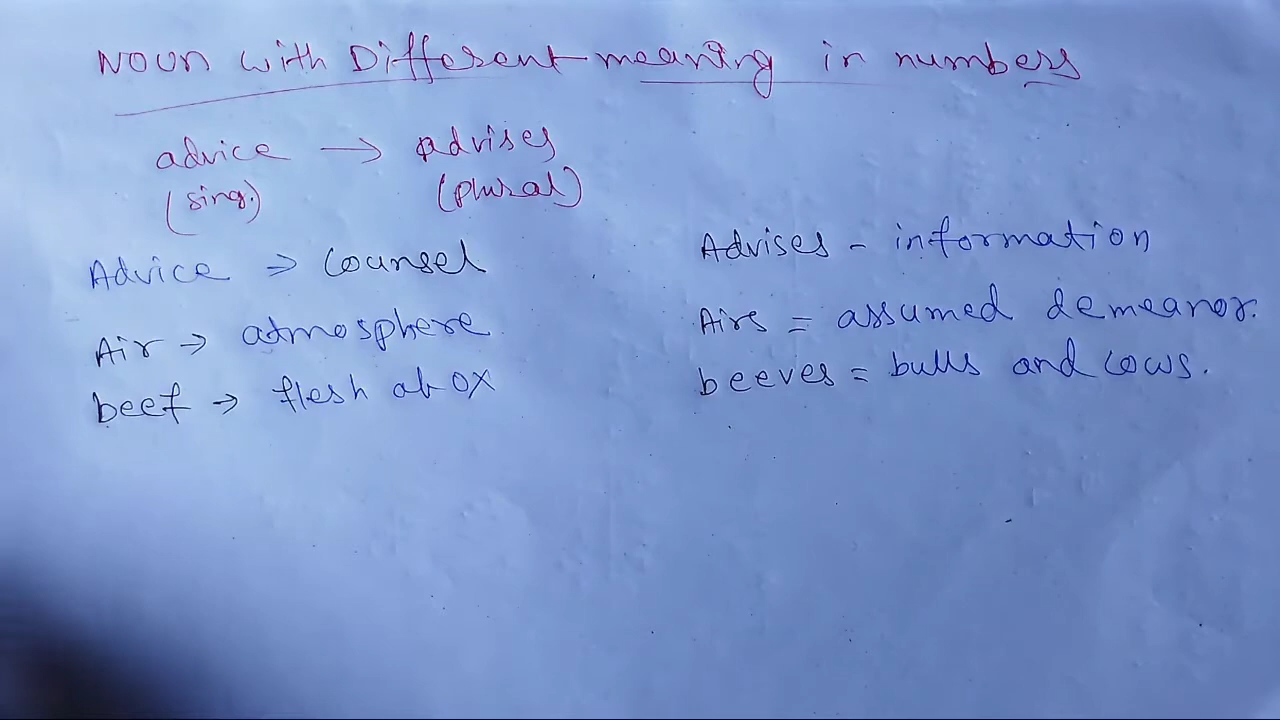 Noun with Different meaning in numbers
advice → advises
(sing.) (plural)
Advice ⇒ Counsel Advises - information
Air → atmosphere Airs = assumed demeanor.
beef → flesh of ox beeves = bulls and cows.